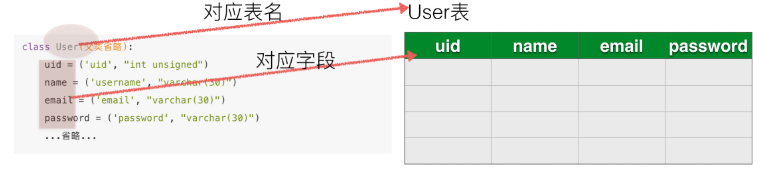 对应表名
User表
class User(父类省略):
uid = ('uid', "int unsigned")
对应字段
name = ('username', "varchar(30)")
email = ('email', "varchar(30)")
password = ('password', "varchar(30)")
...省略...
uid name email password